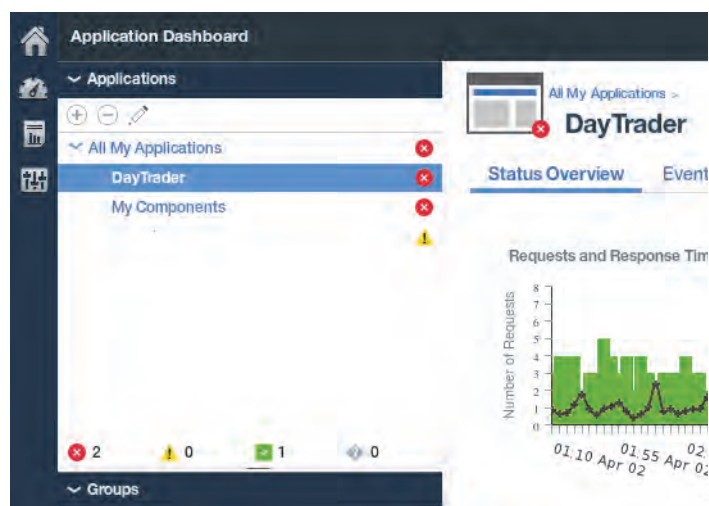 Application Dashboard
Applications
All My Applications
DayTrader
My Components
2
0
1
0
Groups
All My Applications >
DayTrader
Status Overview
Event
Requests and Response Tim
Number of Requests
8
7
6
5
4
3
2
1
0
01:10 Apr 02
01:55 Apr 02
02: